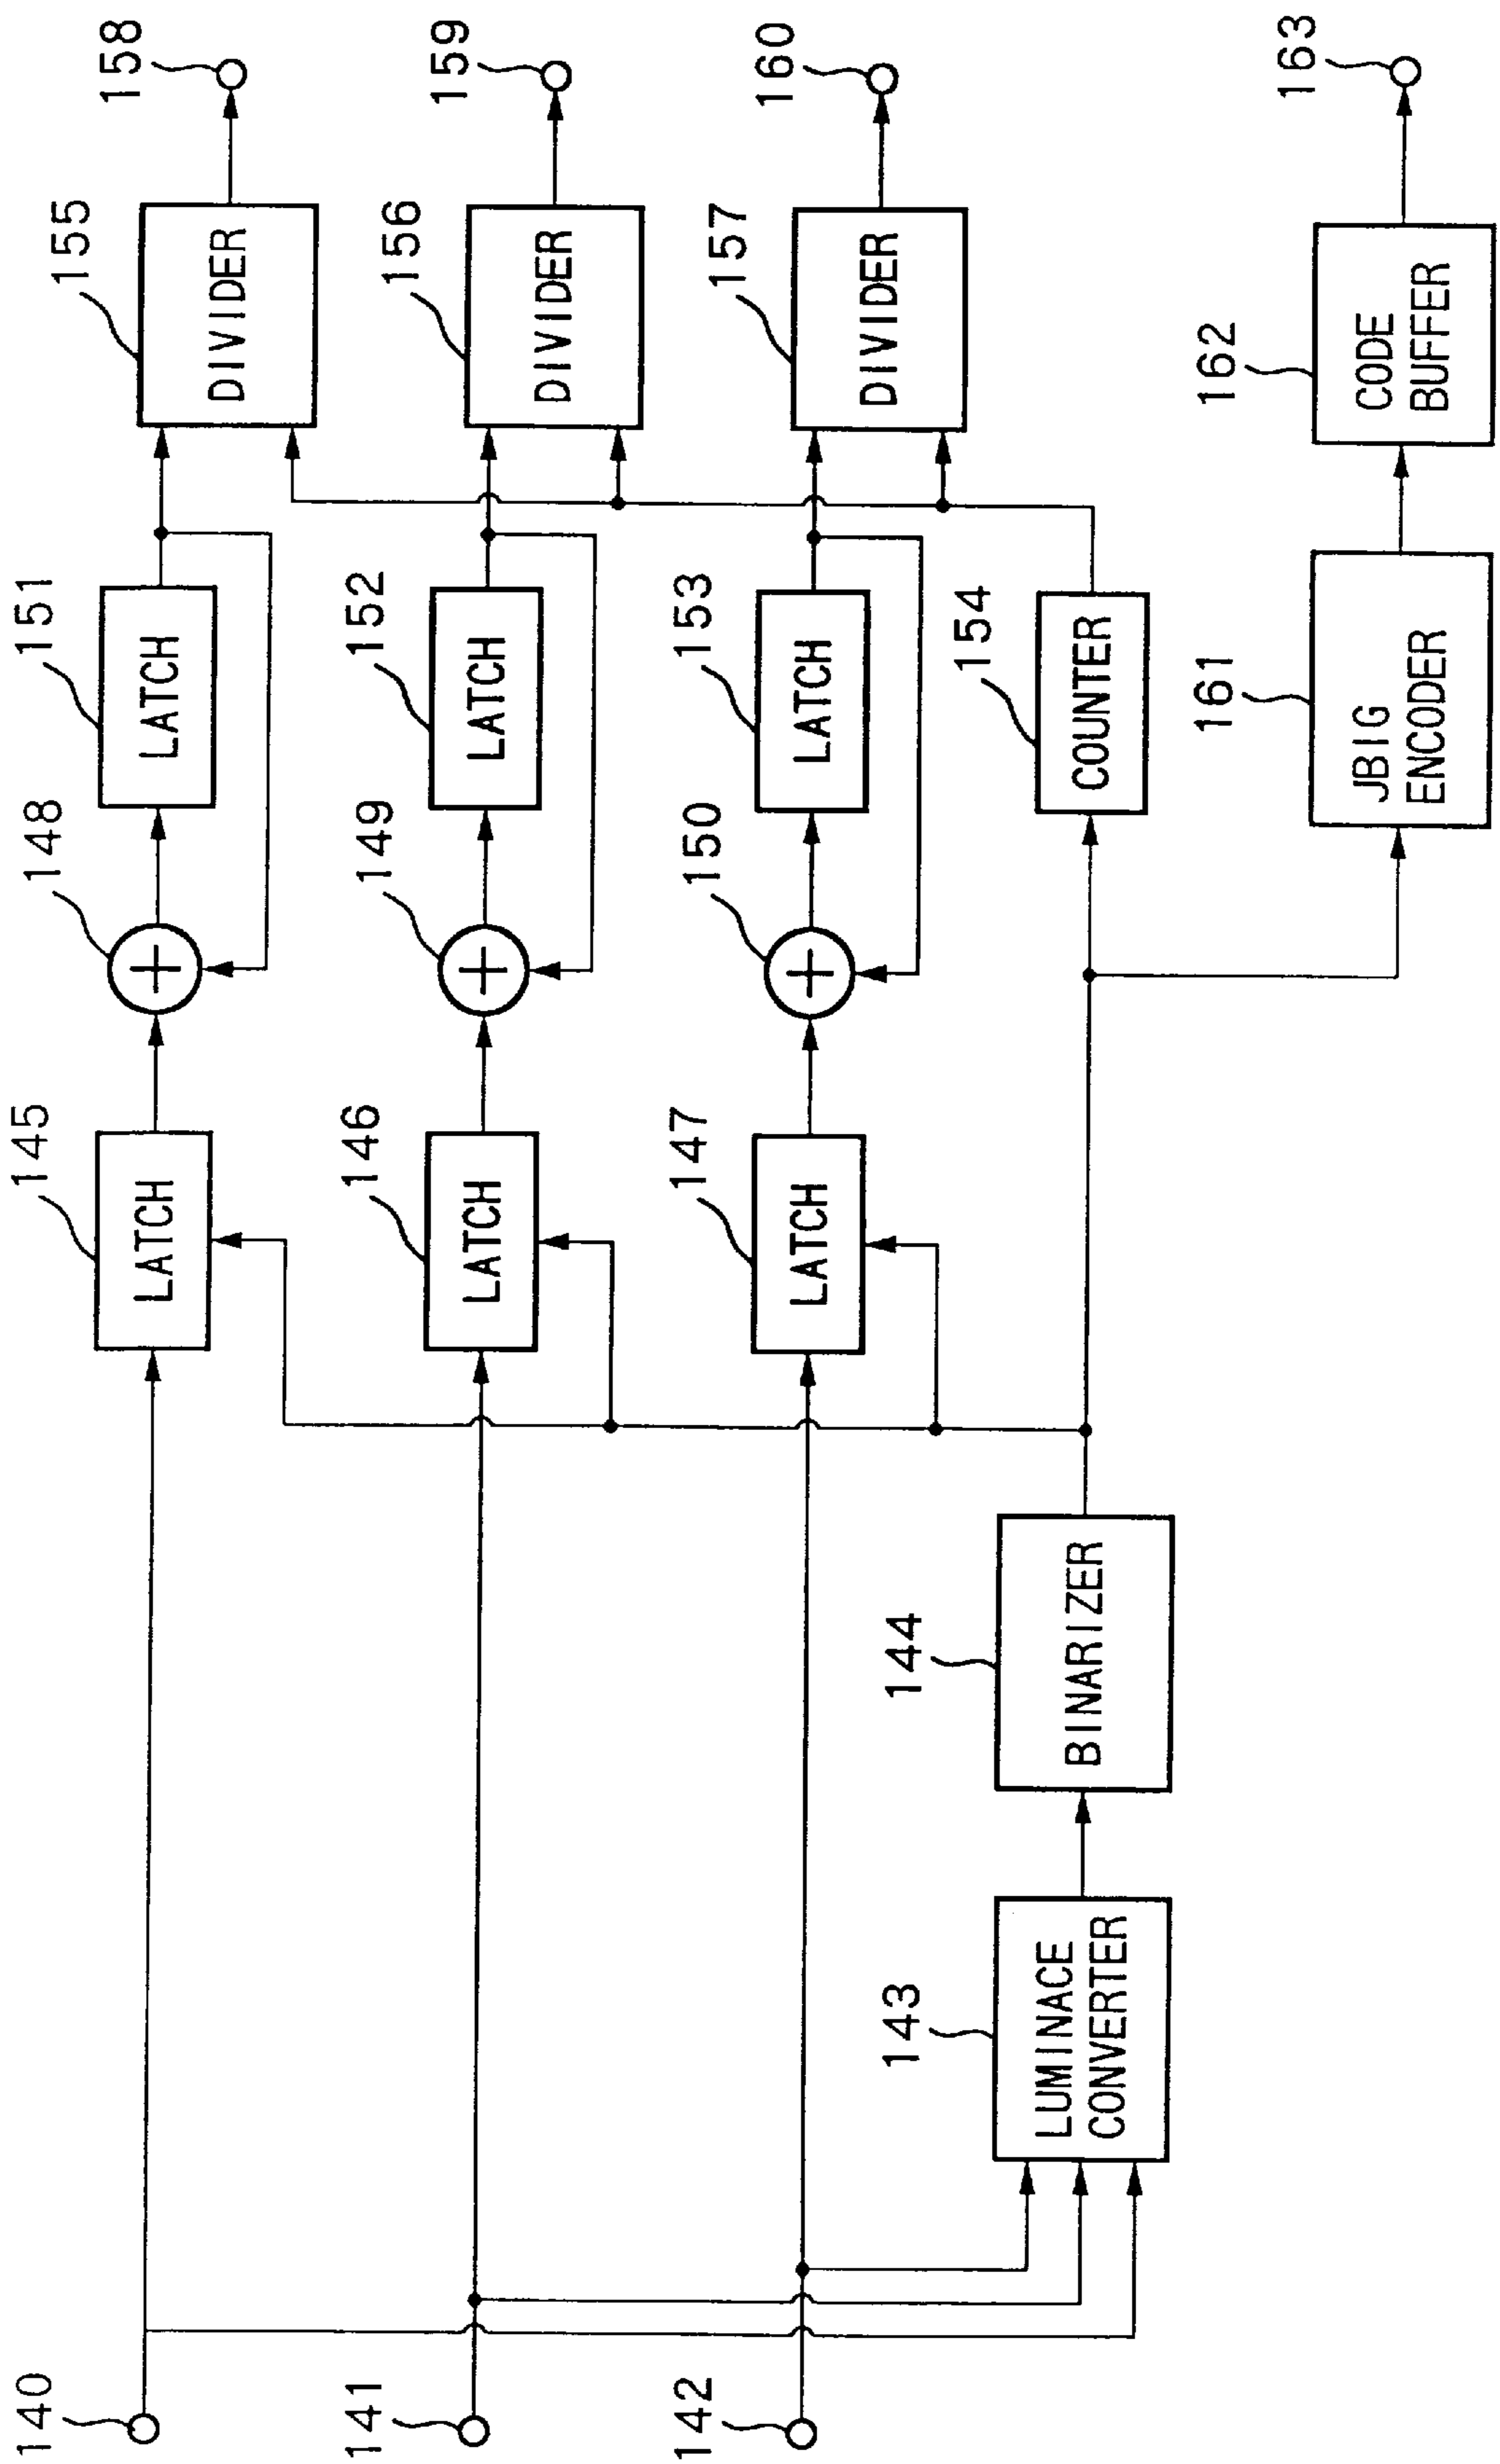 140
145
LATCH
148
151
LATCH
155
DIVIDER
158
141
146
LATCH
149
152
LATCH
156
DIVIDER
159
142
147
LATCH
150
153
LATCH
157
DIVIDER
160
143
LUMINACE
CONVERTER
144
BINARIZER
154
COUNTER
161
JBIG
ENCODER
162
CODE
BUFFER
163